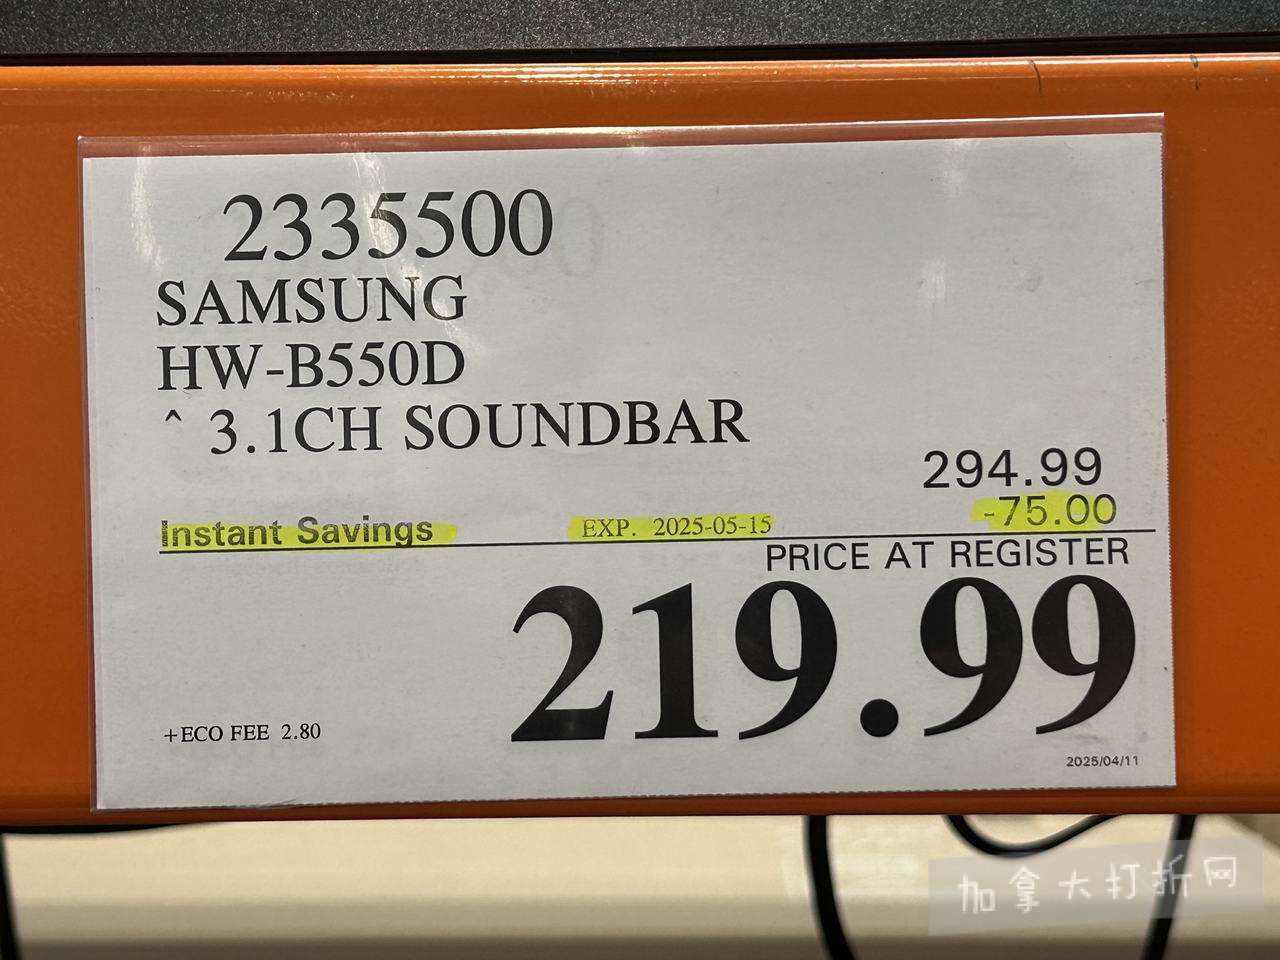 2335500
SAMSUNG
HW-B550D
^ 3.1CH SOUNDBAR
294.99
Instant Savings EXP. 2025-05-15 -75.00
PRICE AT REGISTER
219.99
+ECO FEE 2.80
2025/04/11
加拿大打折网